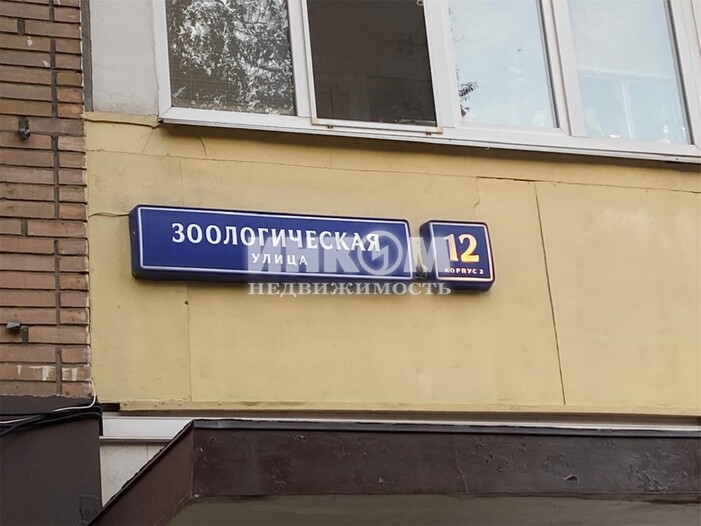 ЗООЛОГИЧЕСКАЯ
УЛИЦА
12
КОРПУС 2
ИНКОМ
НЕДВИЖИМОСТЬ